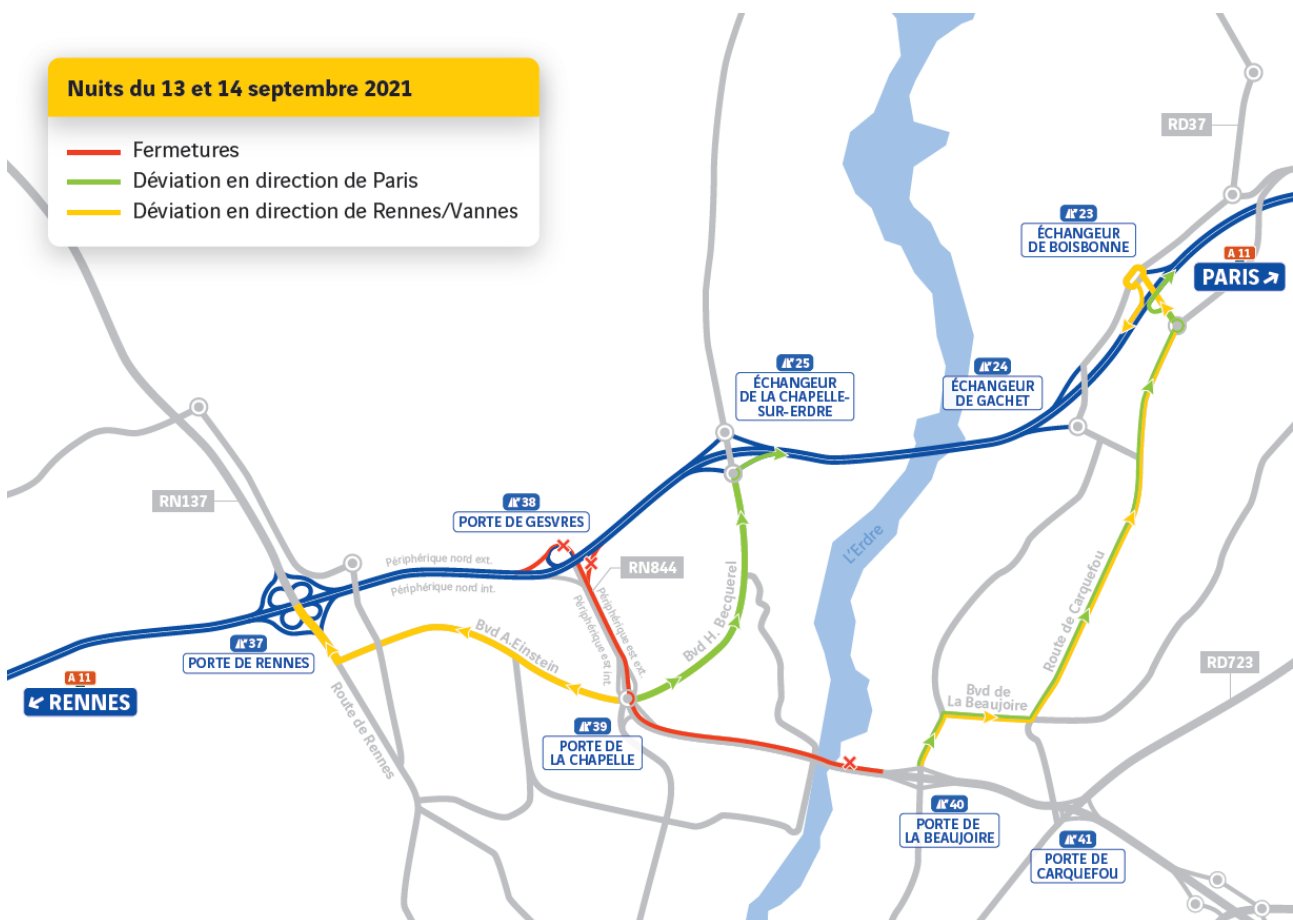 Nuits du 13 et 14 septembre 2021
Fermetures
Déviation en direction de Paris
Déviation en direction de Rennes/Vannes
RD37
23
ÉCHANGEUR
DE BOISBONNE
A 11
PARIS
25
ÉCHANGEUR
DE LA CHAPELLE-
SUR-ERDRE
24
ÉCHANGEUR
DE GACHET
RN137
38
PORTE DE GESVRES
L'Erdre
Périphérique nord ext.
Périphérique nord int.
RN844
Périphérique est ext.
Périphérique est int.
Bvd H. Becquerel
Route de Carquefou
37
PORTE DE RENNES
Bvd A.Einstein
A 11
RENNES
Route de Rennes
RD723
Bvd de
La Beaujoire
39
PORTE DE
LA CHAPELLE
40
PORTE DE
LA BEAUJOIRE
41
PORTE DE
CARQUEFOU